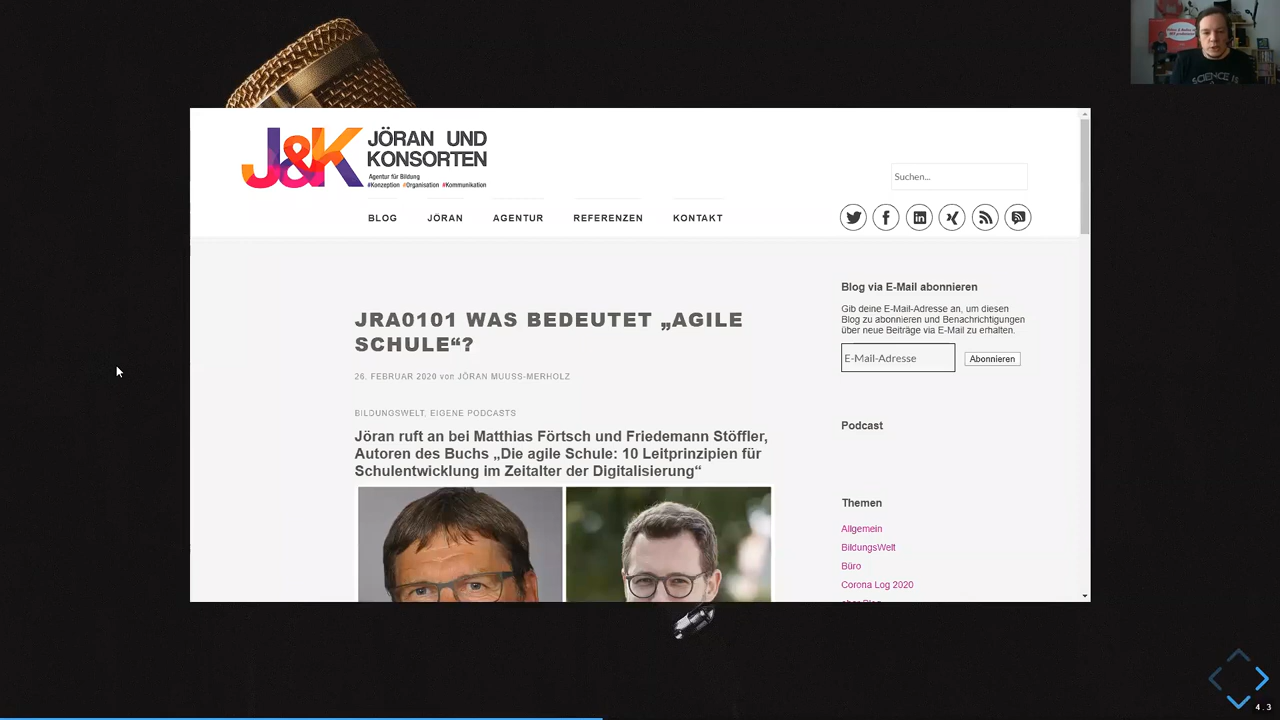 SCIENCE IS
J&K JÖRAN UND
KONSORTEN
Agentur für Bildung
#Konzeption #Organisation #Kommunikation
Suchen...
BLOG JÖRAN AGENTUR REFERENZEN KONTAKT
JRA0101 WAS BEDEUTET „AGILE
SCHULE“?
26. FEBRUAR 2020 von JÖRAN MUUSS-MERHOLZ
BILDUNGSWELT, EIGENE PODCASTS
Jöran ruft an bei Matthias Förtsch und Friedemann Stöffler,
Autoren des Buchs „Die agile Schule: 10 Leitprinzipien für
Schulentwicklung im Zeitalter der Digitalisierung“
Blog via E-Mail abonnieren
Gib deine E-Mail-Adresse an, um diesen
Blog zu abonnieren und Benachrichtigungen
über neue Beiträge via E-Mail zu erhalten.
E-Mail-Adresse Abonnieren
Podcast
Themen
Allgemein
BildungsWelt
Büro
Corona Log 2020
4.3